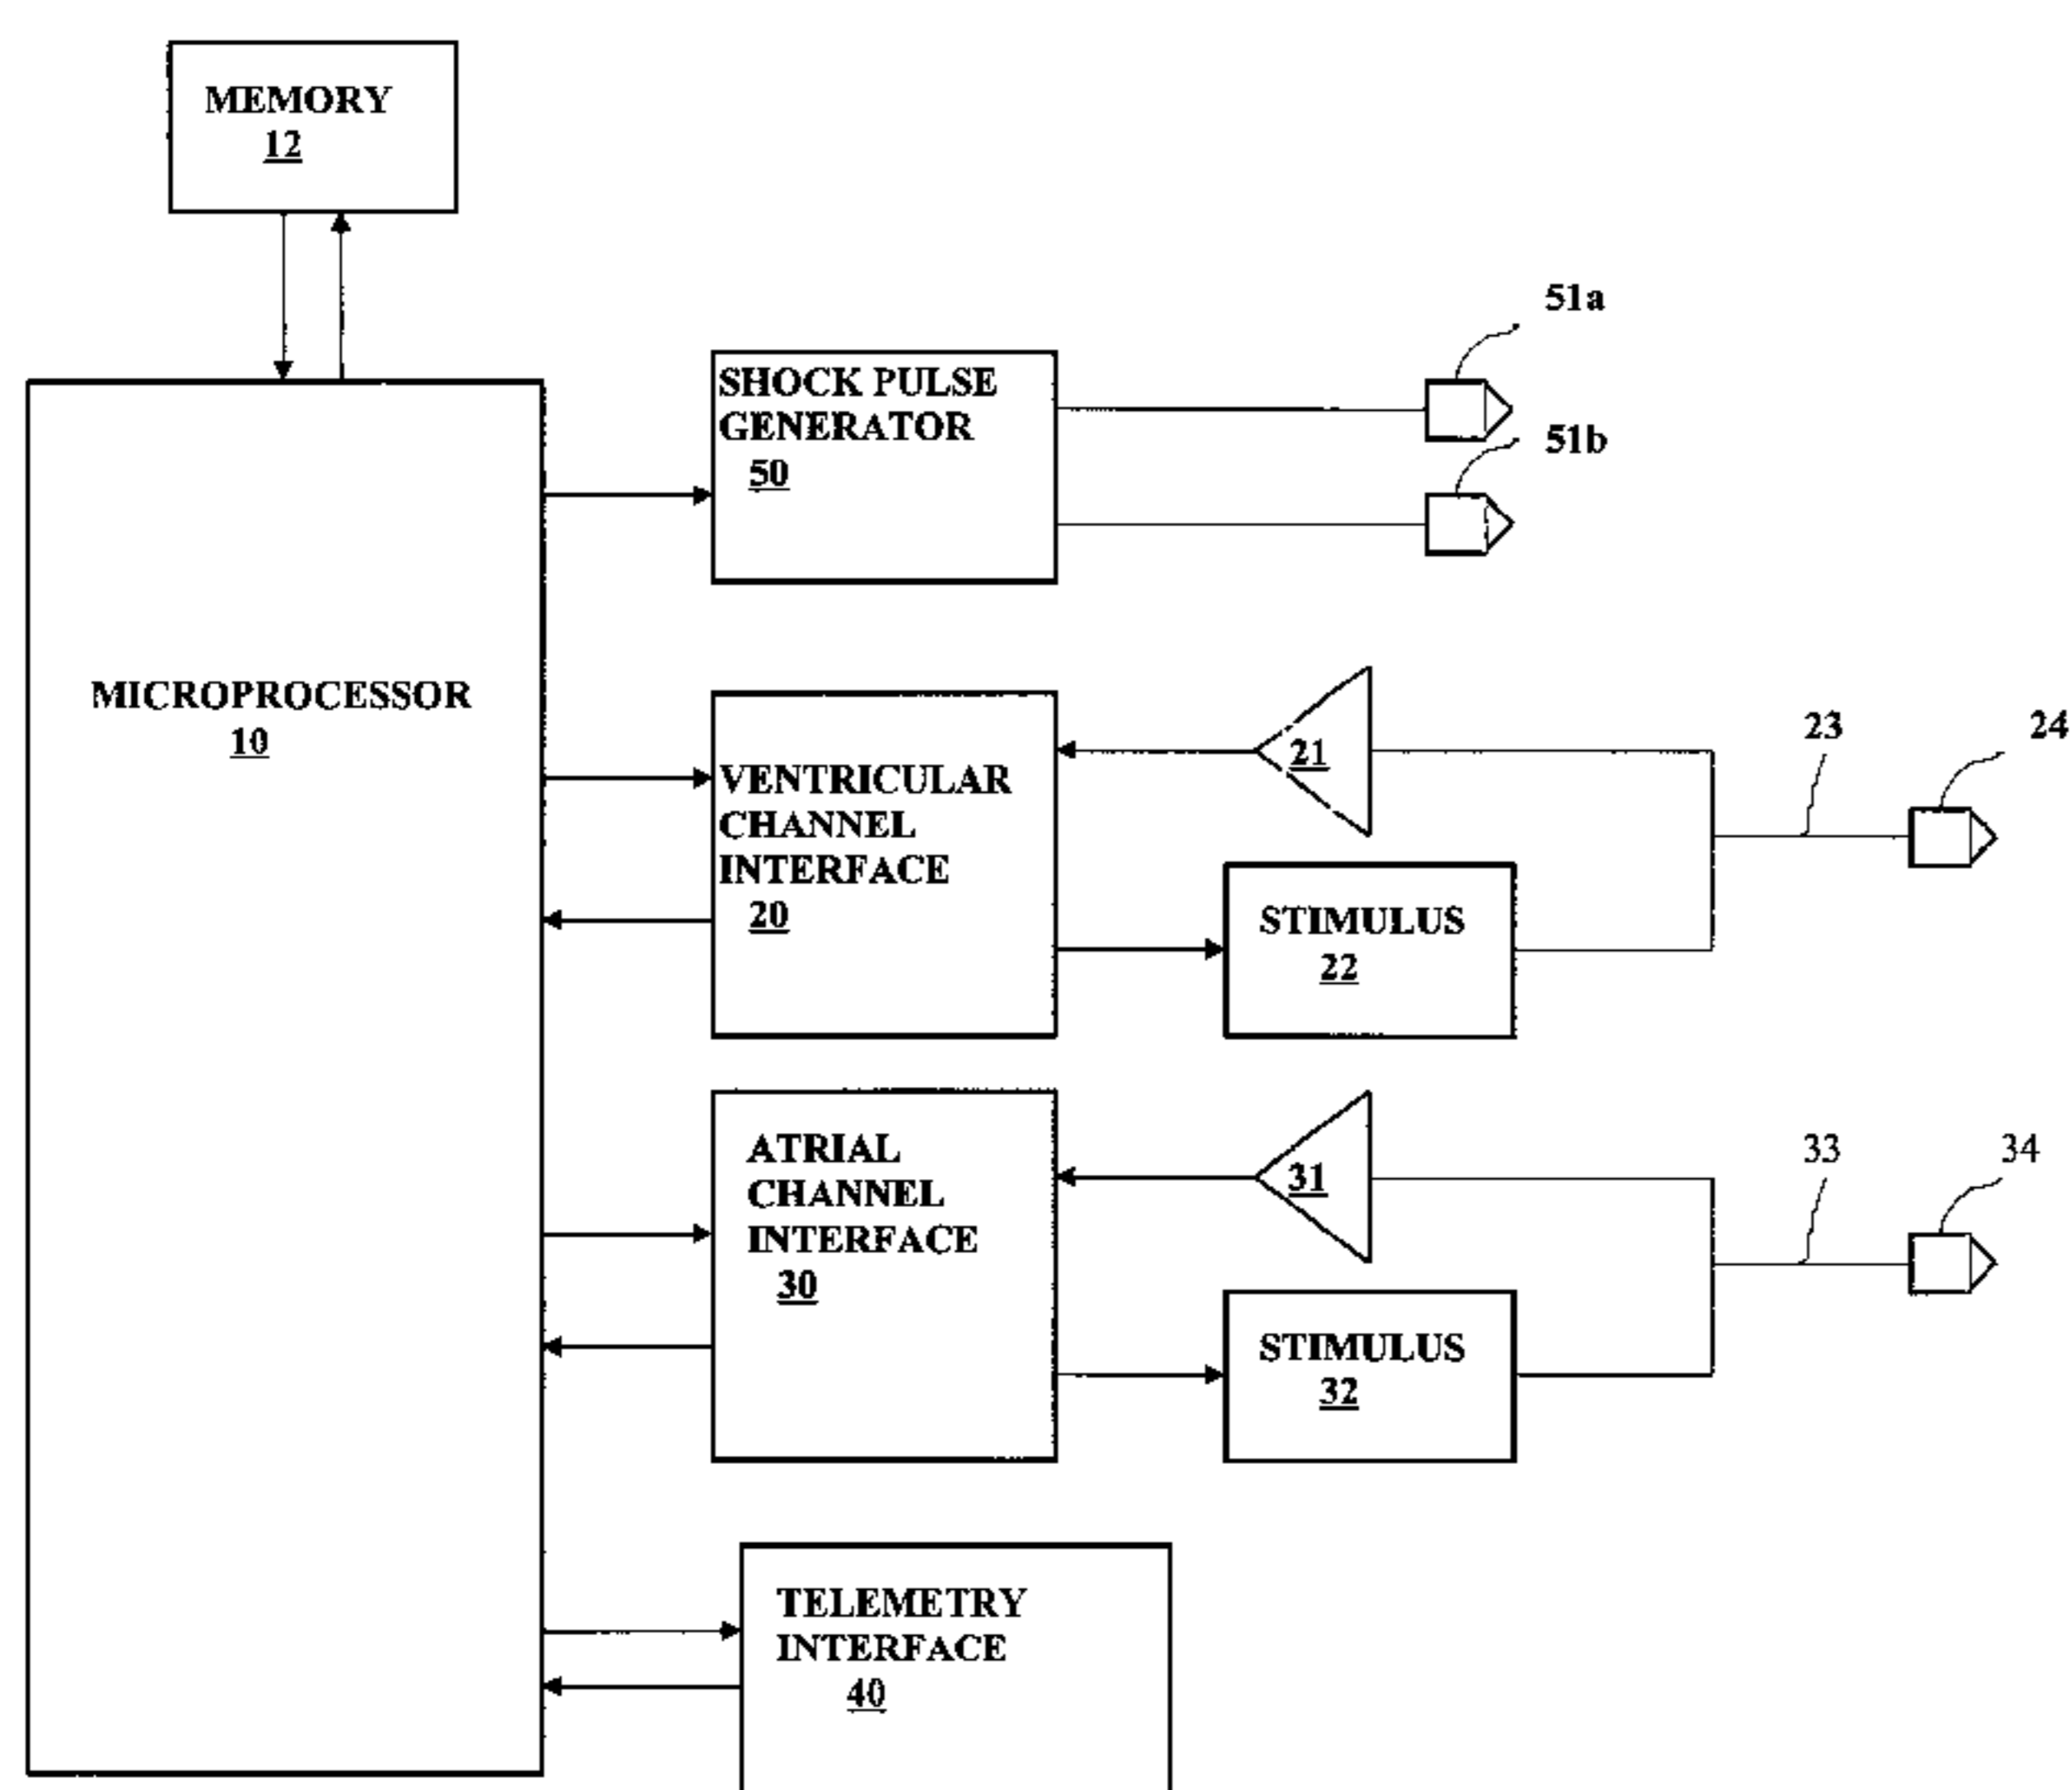 MEMORY
12
51a
SHOCK PULSE
GENERATOR
50
51b
MICROPROCESSOR
10
VENTRICULAR
CHANNEL
INTERFACE
20
21
23
24
STIMULUS
22
ATRIAL
CHANNEL
INTERFACE
30
31
33
34
STIMULUS
32
TELEMETRY
INTERFACE
40